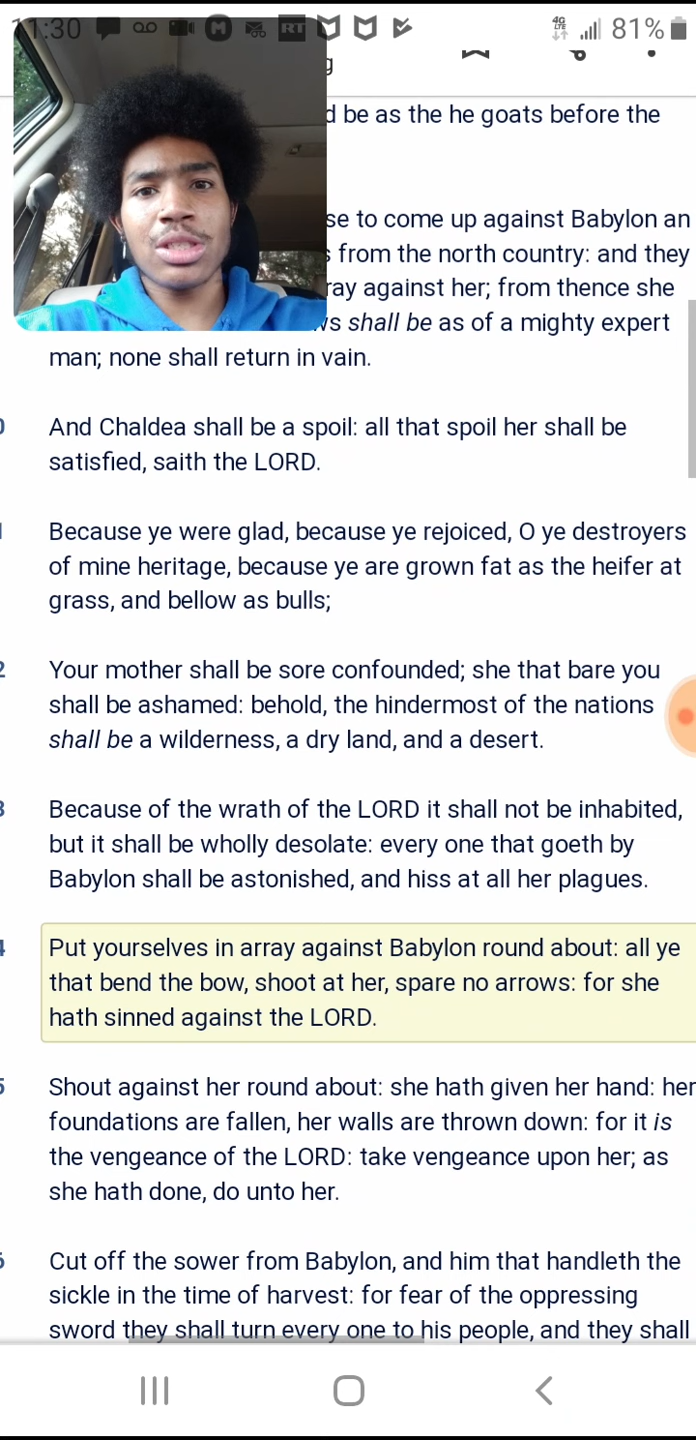 11:30
4G
LTE
81%
RT
M
d be as the he goats before the
se to come up against Babylon an
from the north country: and they
ray against her; from thence she
shall be as of a mighty expert
man; none shall return in vain.
0 And Chaldea shall be a spoil: all that spoil her shall be
satisfied, saith the LORD.
1 Because ye were glad, because ye rejoiced, O ye destroyers
of mine heritage, because ye are grown fat as the heifer at
grass, and bellow as bulls;
2 Your mother shall be sore confounded; she that bare you
shall be ashamed: behold, the hindermost of the nations
shall be a wilderness, a dry land, and a desert.
3 Because of the wrath of the LORD it shall not be inhabited,
but it shall be wholly desolate: every one that goeth by
Babylon shall be astonished, and hiss at all her plagues.
4 Put yourselves in array against Babylon round about: all ye
that bend the bow, shoot at her, spare no arrows: for she
hath sinned against the LORD.
5 Shout against her round about: she hath given her hand: her
foundations are fallen, her walls are thrown down: for it is
the vengeance of the LORD: take vengeance upon her; as
she hath done, do unto her.
6 Cut off the sower from Babylon, and him that handleth the
sickle in the time of harvest: for fear of the oppressing
sword they shall turn every one to his people, and they shall